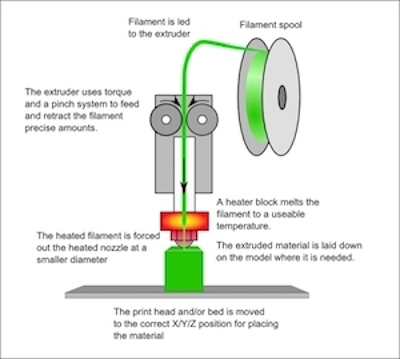 Filament is led
to the extruder
Filament spool
The extruder uses torque
and a pinch system to feed
and retract the filament
precise amounts.
A heater block melts the
filament to a useable
temperature.
The heated filament is forced
out the heated nozzle at a
smaller diameter
The extruded material is laid down
on the model where it is needed.
The print head and/or bed is moved
to the correct X/Y/Z position for placing
the material